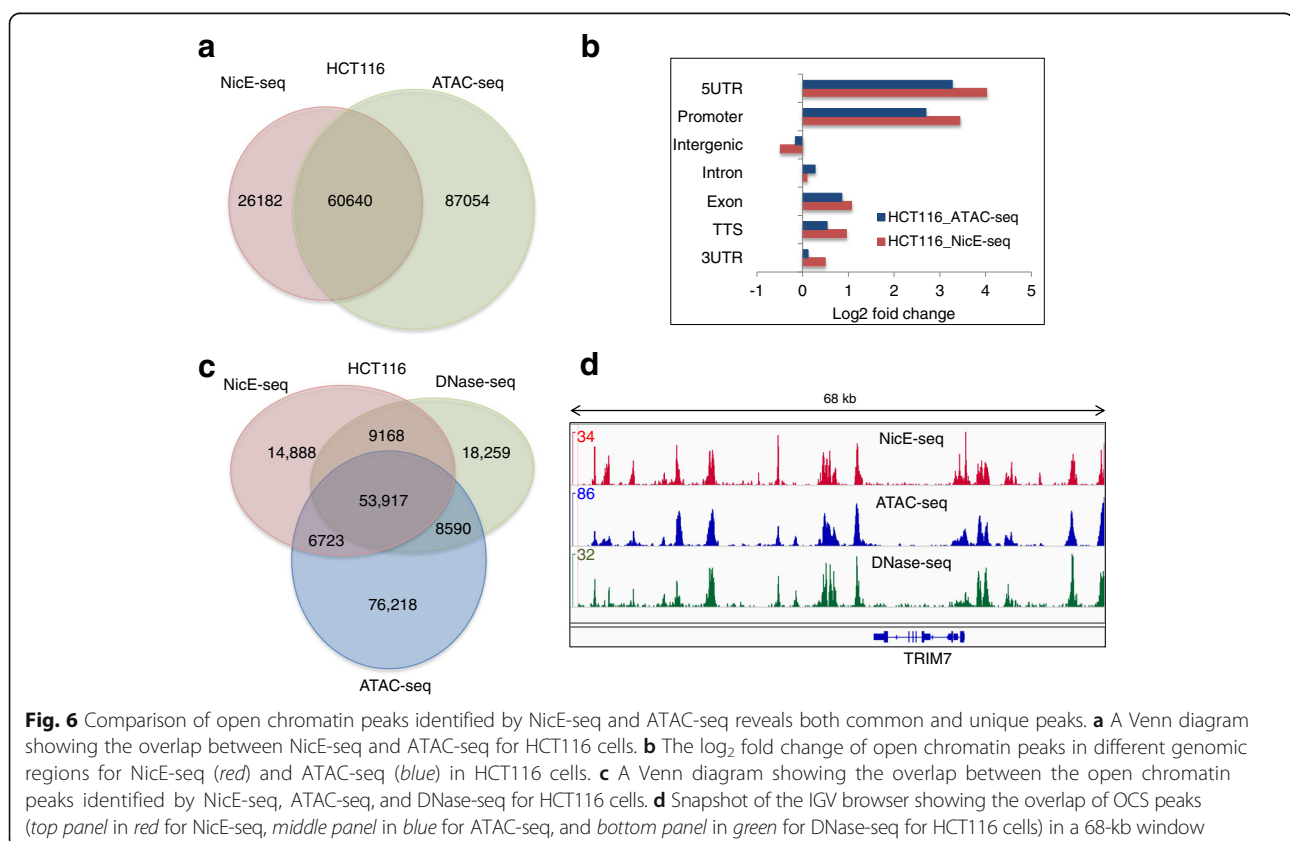 a
NicE-seq
HCT116
ATAC-seq
26182
60640
87054
b
5UTR
Promoter
Intergenic
Intron
Exon
TTS
3UTR
HCT116_ATAC-seq
HCT116_NicE-seq
-1 0 1 2 3 4 5
Log2 fold change
c
NicE-seq
HCT116
DNase-seq
14,888
9168
18,259
53,917
6723
8590
76,218
ATAC-seq
d
68 kb
34
NicE-seq
86
ATAC-seq
32
DNase-seq
TRIM7
Fig. 6 Comparison of open chromatin peaks identified by NicE-seq and ATAC-seq reveals both common and unique peaks. a A Venn diagram
showing the overlap between NicE-seq and ATAC-seq for HCT116 cells. b The log2 fold change of open chromatin peaks in different genomic
regions for NicE-seq (red) and ATAC-seq (blue) in HCT116 cells. c A Venn diagram showing the overlap between the open chromatin
peaks identified by NicE-seq, ATAC-seq, and DNase-seq for HCT116 cells. d Snapshot of the IGV browser showing the overlap of OCS peaks
(top panel in red for NicE-seq, middle panel in blue for ATAC-seq, and bottom panel in green for DNase-seq for HCT116 cells) in a 68-kb window